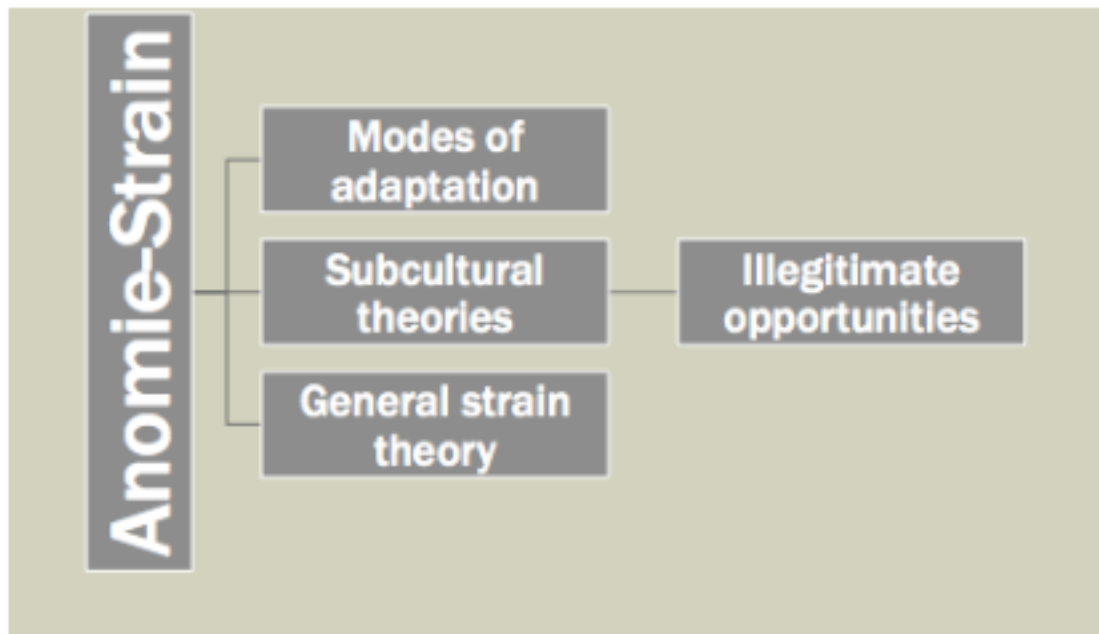 Anomie-Strain
Modes of
adaptation
Subcultural
theories
Illegitimate
opportunities
General strain
theory